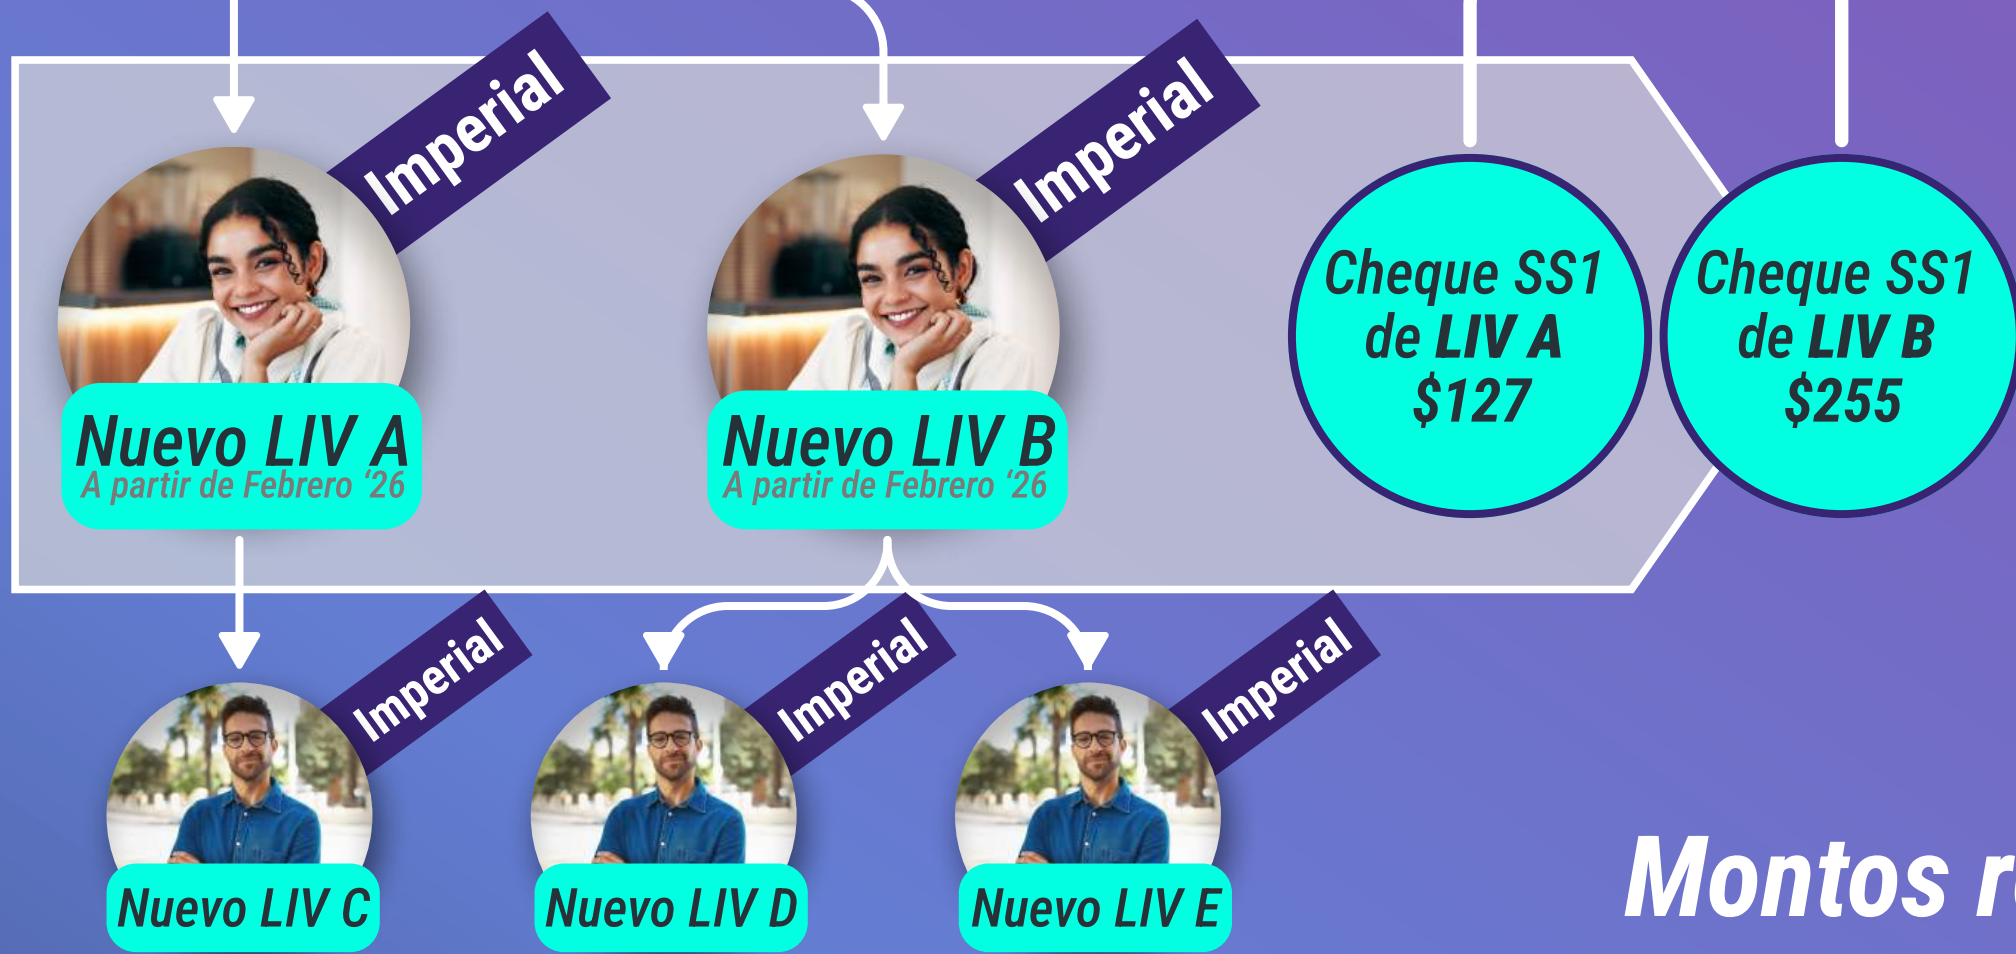 Imperial
Imperial
Nuevo LIV A
A partir de Febrero ‘26
Nuevo LIV B
A partir de Febrero ‘26
Cheque SS1
de LIV A
$127
Cheque SS1
de LIV B
$255
Imperial
Imperial
Imperial
Nuevo LIV C
Nuevo LIV D
Nuevo LIV E
Montos